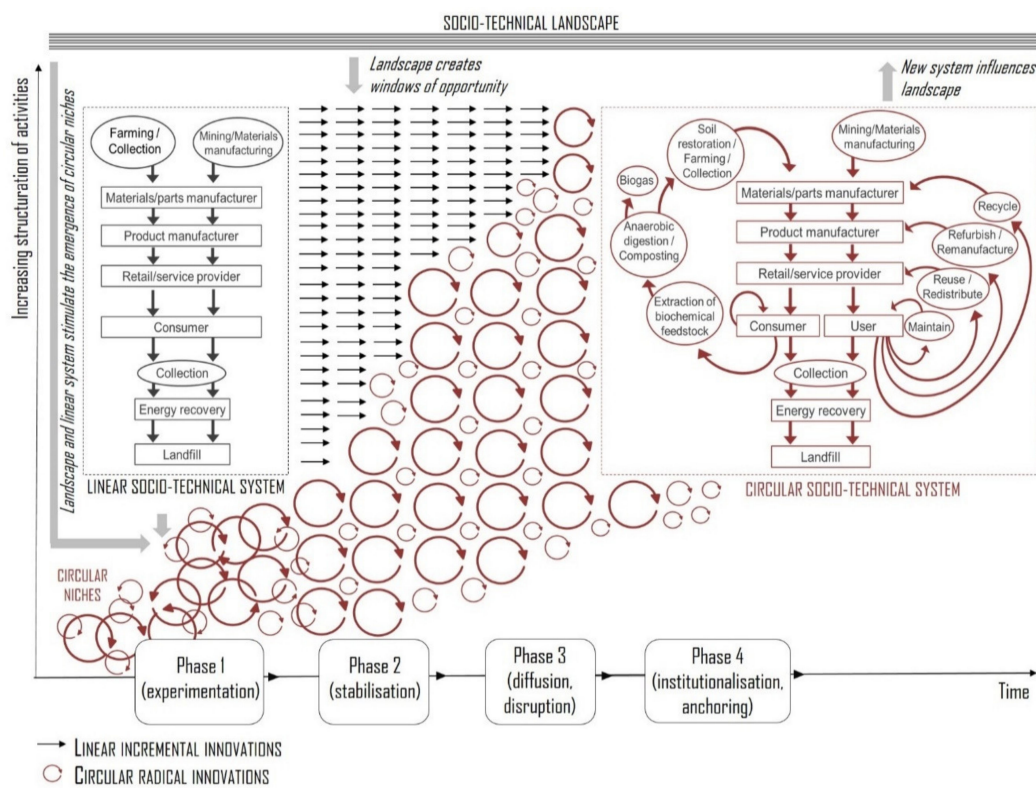 SOCIO-TECHNICAL LANDSCAPE
Increasing structuration of activities
Landscape and linear system stimulate the emergence of circular niches
Landscape creates
windows of opportunity
New system influences
landscape
Farming /
Collection
Mining/Materials
manufacturing
Materials/parts manufacturer
Product manufacturer
Retail/service provider
Consumer
Collection
Energy recovery
Landfill
LINEAR SOCIO-TECHNICAL SYSTEM
Soil
restoration /
Farming /
Collection
Mining/Materials
manufacturing
Biogas
Anaerobic
digestion /
Composting
Extraction of
biochemical
feedstock
Materials/parts manufacturer
Product manufacturer
Retail/service provider
Consumer
User
Collection
Energy recovery
Landfill
Recycle
Refurbish /
Remanufacture
Reuse /
Redistribute
Maintain
CIRCULAR SOCIO-TECHNICAL SYSTEM
CIRCULAR
NICHES
Phase 1
(experimentation)
Phase 2
(stabilisation)
Phase 3
(diffusion,
disruption)
Phase 4
(institutionalisation,
anchoring)
Time
LINEAR INCREMENTAL INNOVATIONS
CIRCULAR RADICAL INNOVATIONS